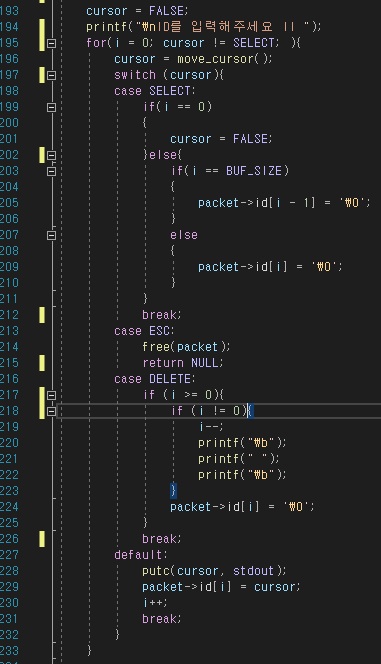 193 cursor = FALSE;
194 printf("₩nID를 입력해주세요 || ");
195 for(i = 0; cursor != SELECT; ){
196 cursor = move_cursor();
197 switch (cursor){
198 case SELECT:
199 if(i == 0)
200 {
201 cursor = FALSE;
202 }else{
203 if(i == BUF_SIZE)
204 {
205 packet->id[i - 1] = '₩0';
206 }
207 else
208 {
209 packet->id[i] = '₩0';
210 }
211 }
212 break;
213 case ESC:
214 free(packet);
215 return NULL;
216 case DELETE:
217 if (i >= 0){
218 if (i != 0){
219 i--;
220 printf("₩b");
221 printf(" ");
222 printf("₩b");
223 }
224 packet->id[i] = '₩0';
225 }
226 break;
227 default:
228 putc(cursor, stdout);
229 packet->id[i] = cursor;
230 i++;
231 break;
232 }
233 }